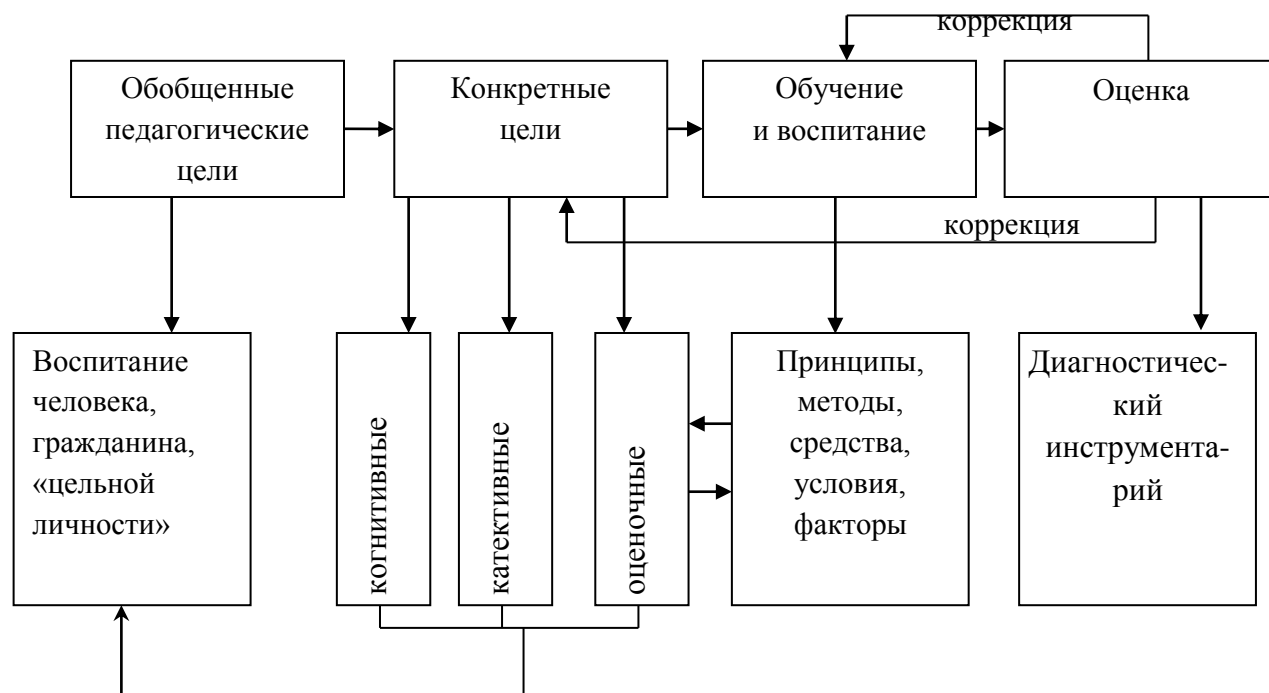 коррекция
Обобщенные
педагогические
цели
Конкретные
цели
Обучение
и воспитание
Оценка
коррекция
Воспитание
человека,
гражданина,
«цельной
личности»
когнитивные
катективные
оценочные
Принципы,
методы,
средства,
условия,
факторы
Диагностичес-
кий
инструмента-
рий